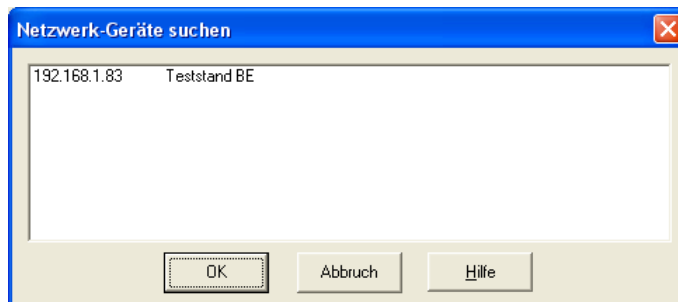 Netzwerk-Geräte suchen
192.168.1.83 Teststand BE
OK Abbruch Hilfe